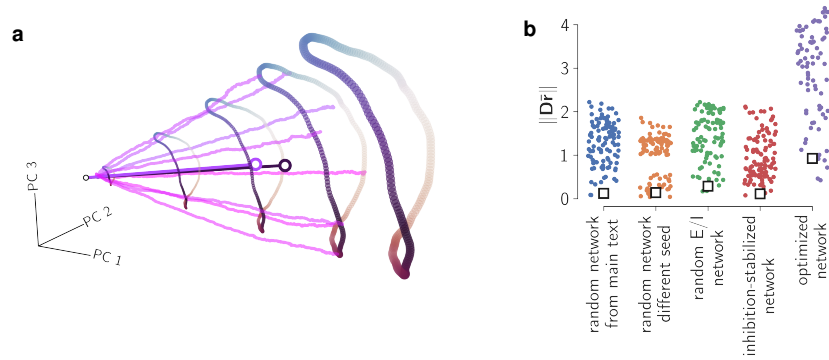 a
PC 3
PC 2
PC 1
b
||Dr̄||
4
3
2
1
0
random network
from main text
random network
different seed
random E/I
network
inhibition-stabilized
network
optimized
network